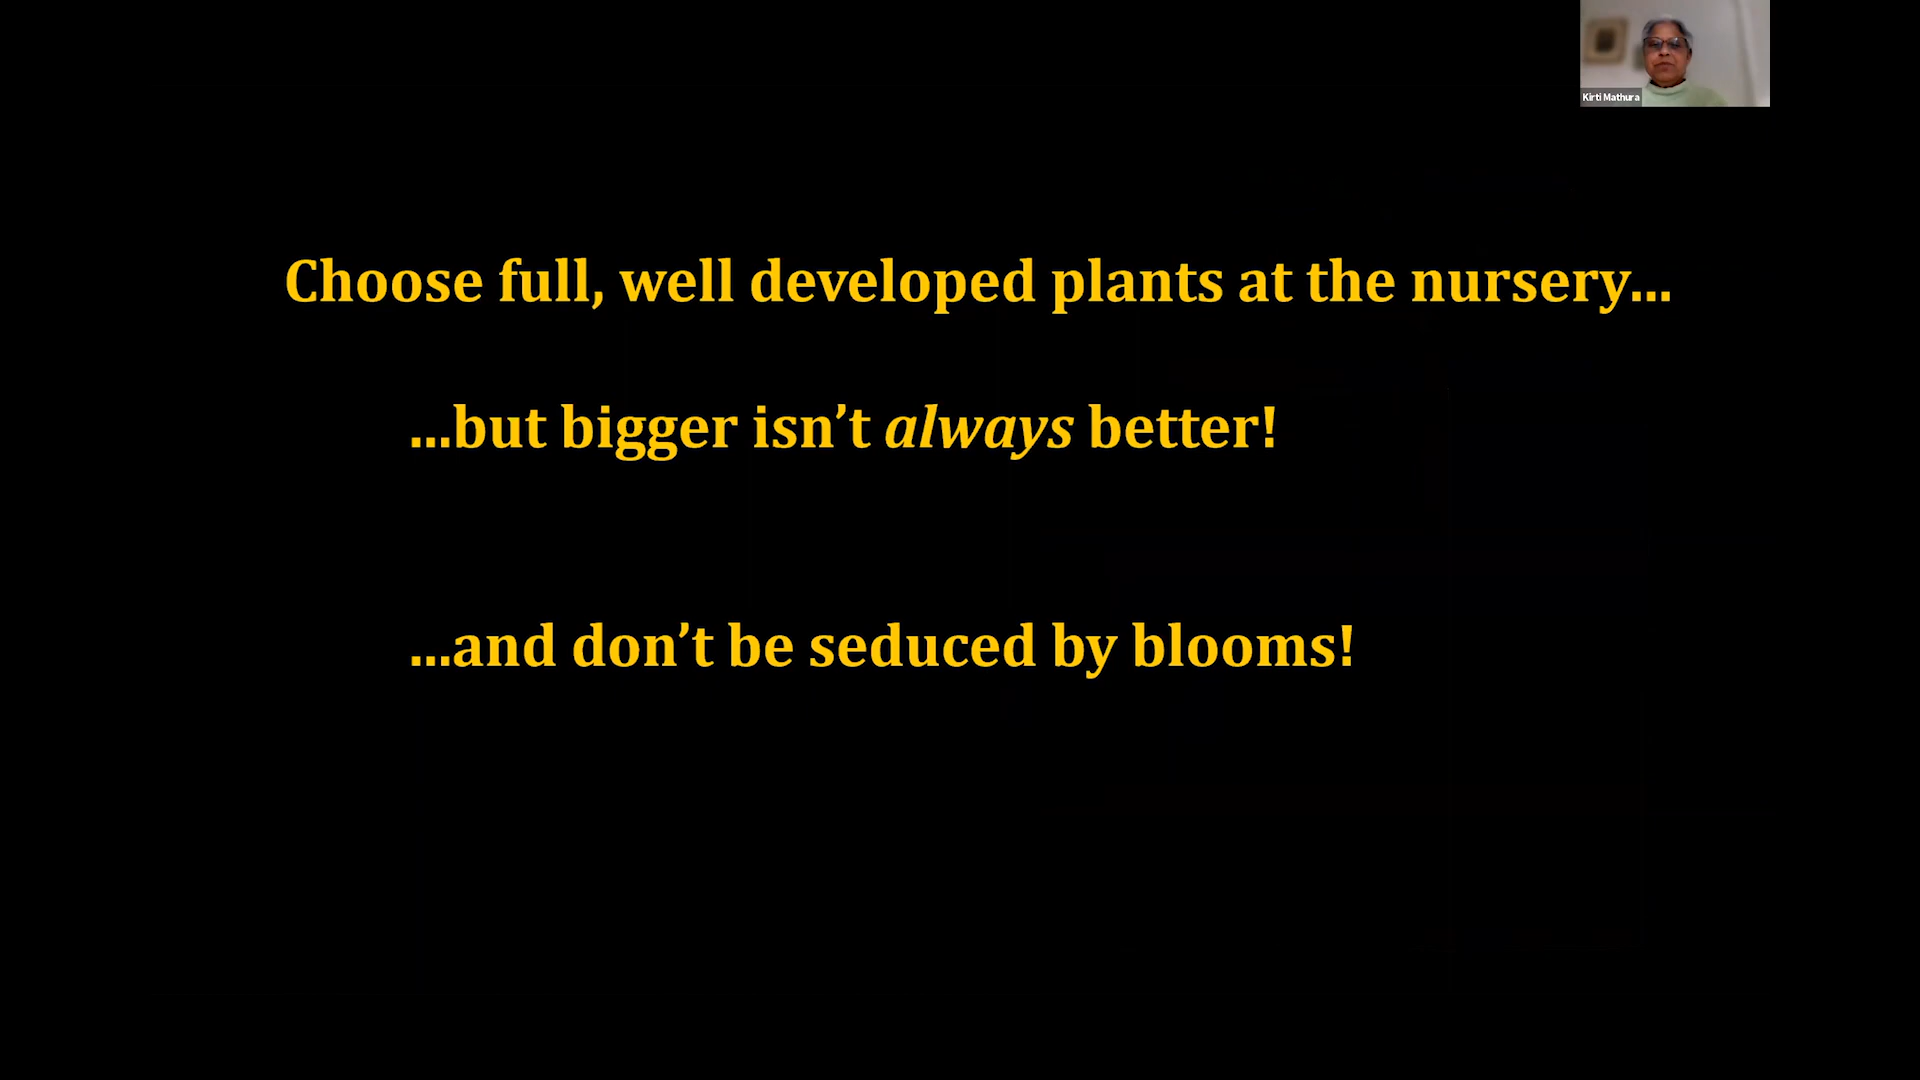 Kirti Mathura
Choose full, well developed plants at the nursery...
...but bigger isn’t always better!
...and don’t be seduced by blooms!